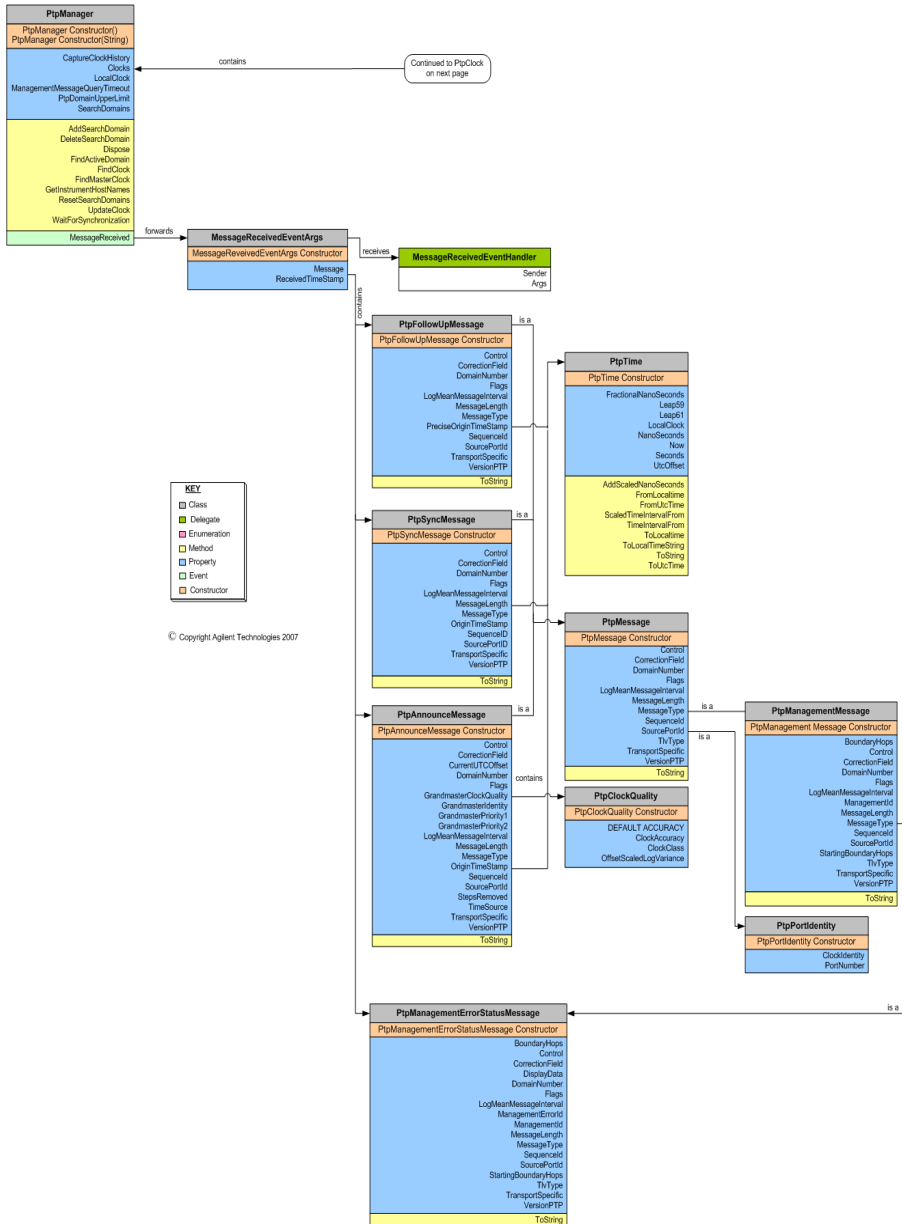 PtpManager
PtpManager Constructor()
PtpManager Constructor(String)
CaptureClockHistory
Clocks
LocalClock
ManagementMessageQueryTimeout
PtpDomainUpperLimit
SearchDomains
AddSearchDomain
DeleteSearchDomain
Dispose
FindActiveDomain
FindClock
FindMasterClock
GetInstrumentHostNames
ResetSearchDomains
UpdateClock
WaitForSynchronization
MessageReceived
contains
Continued to PtpClock
on next page
forwards
MessageReceivedEventArgs
MessageReveivedEventArgs Constructor
Message
ReceivedTimeStamp
receives
MessageReceivedEventHandler
Sender
Args
contains
PtpFollowUpMessage
PtpFollowUpMessage Constructor
Control
CorrectionField
DomainNumber
Flags
LogMeanMessageInterval
MessageLength
MessageType
PreciseOriginTimeStamp
SequenceId
SourcePortId
TransportSpecific
VersionPTP
ToString
is a
PtpTime
PtpTime Constructor
FractionalNanoSeconds
Leap59
Leap61
LocalClock
NanoSeconds
Now
Seconds
UtcOffset
AddScaledNanoSeconds
FromLocaltime
FromUtcTime
ScaledTimeIntervalFrom
TimeIntervalFrom
ToLocaltime
ToLocalTimeString
ToString
ToUtcTime
KEY
Class
Delegate
Enumeration
Method
Property
Event
Constructor
© Copyright Agilent Technologies 2007
PtpSyncMessage
PtpSyncMessage Constructor
Control
CorrectionField
DomainNumber
Flags
LogMeanMessageInterval
MessageLength
MessageType
OriginTimeStamp
SequenceID
SourcePortID
TransportSpecific
VersionPTP
ToString
is a
PtpMessage
PtpMessage Constructor
Control
CorrectionField
DomainNumber
Flags
LogMeanMessageInterval
MessageLength
MessageType
SequenceId
SourcePortId
TlvType
TransportSpecific
VersionPTP
ToString
is a
is a
PtpManagementMessage
PtpManagement Message Constructor
BoundaryHops
Control
CorrectionField
DomainNumber
Flags
LogMeanMessageInterval
ManagementId
MessageLength
MessageType
SequenceId
SourcePortId
StartingBoundaryHops
TlvType
TransportSpecific
VersionPTP
ToString
PtpAnnounceMessage
PtpAnnounceMessage Constructor
Control
CorrectionField
CurrentUTCOffset
DomainNumber
Flags
GrandmasterClockQuality
GrandmasterIdentity
GrandmasterPriority1
GrandmasterPriority2
LogMeanMessageInterval
MessageLength
MessageType
OriginTimeStamp
SequenceId
SourcePortId
StepsRemoved
TimeSource
TransportSpecific
VersionPTP
ToString
is a
contains
PtpClockQuality
PtpClockQuality Constructor
DEFAULT ACCURACY
ClockAccuracy
ClockClass
OffsetScaledLogVariance
PtpPortIdentity
PtpPortIdentity Constructor
ClockIdentity
PortNumber
is a
PtpManagementErrorStatusMessage
PtpManagementErrorStatusMessage Constructor
BoundaryHops
Control
CorrectionField
DisplayData
DomainNumber
Flags
LogMeanMessageInterval
ManagementErrorId
ManagementId
MessageLength
MessageType
SequenceId
SourcePortId
StartingBoundaryHops
TlvType
TransportSpecific
VersionPTP
ToString